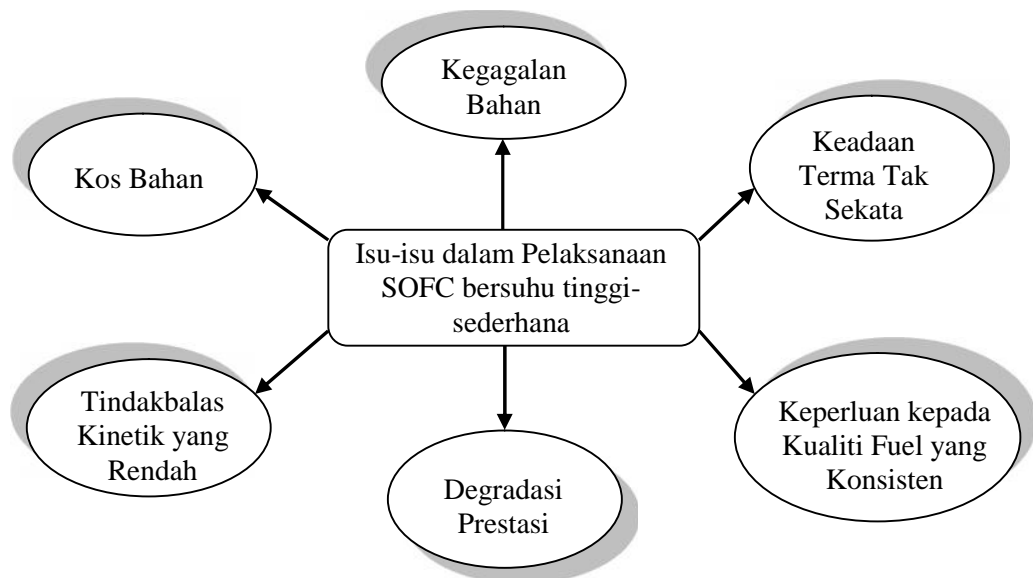 Kegagalan
Bahan
Kos Bahan
Keadaan
Terma Tak
Sekata
Isu-isu dalam Pelaksanaan
SOFC bersuhu tinggi-
sederhana
Tindakbalas
Kinetik yang
Rendah
Degradasi
Prestasi
Keperluan kepada
Kualiti Fuel yang
Konsisten